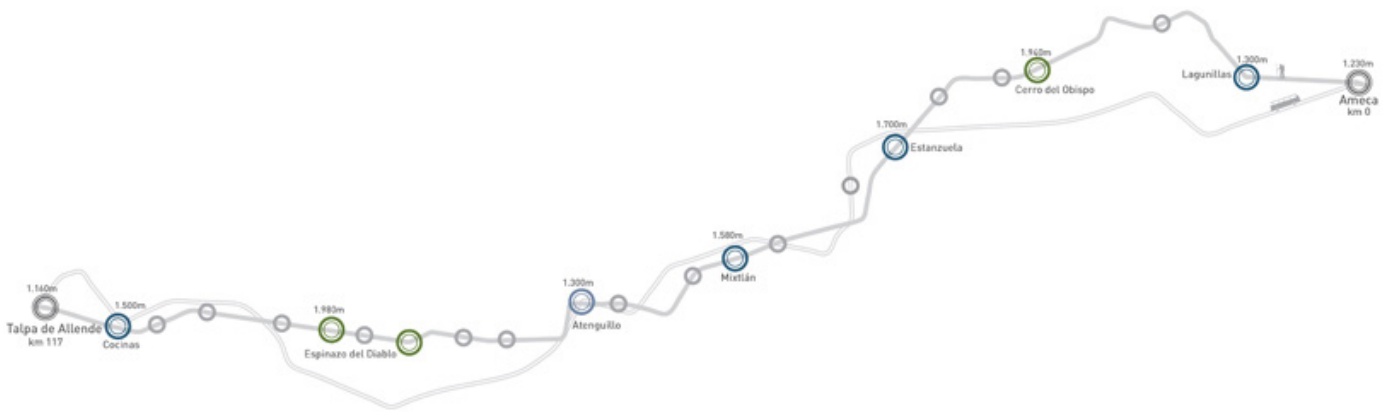 1.940m
Cerro del Obispo
1.300m
Lagunillas
1.230m
Ameca
km 0
1.700m
Estanzuela
1.580m
Mixtlán
1.300m
Atenguillo
1.980m
Espinazo del Diablo
1.500m
Cocinas
1.160m
Talpa de Allende
km 117